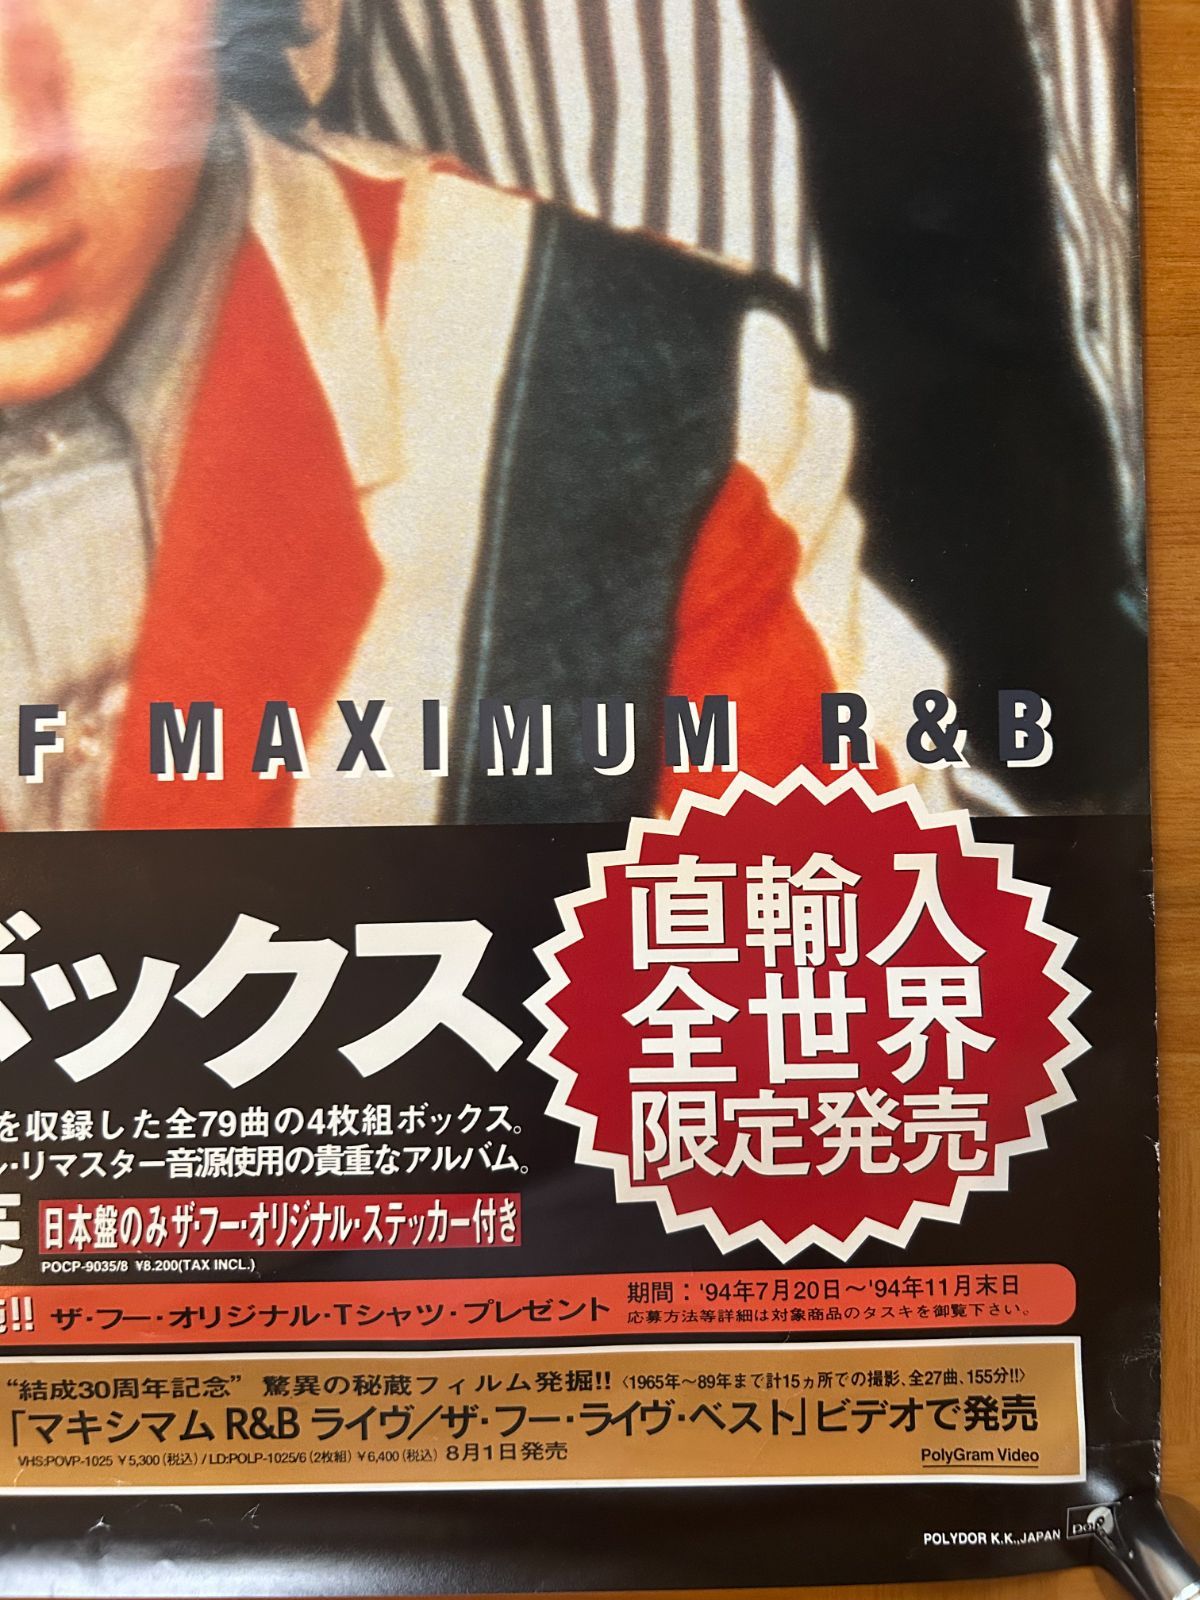 F MAXIMUM R&B
ボックス
直輸入
全世界
限定発売
を収録した全79曲の4枚組ボックス。
ル・リマスター音源使用の貴重なアルバム。
売 日本盤のみザ・フー・オリジナル・ステッカー付き
POCP-9035/8 ¥8.200(TAX INCL.)
!! ザ・フー・オリジナル・Tシャツ・プレゼント
期間：'94年7月20日～'94年11月末日
応募方法等詳細は対象商品のタスキを御覧下さい。
“結成30周年記念” 驚異の秘蔵フィルム発掘!!〈1965年～89年まで計15ヵ所での撮影、全27曲、155分!!〉
「マキシマム R&B ライヴ／ザ・フー・ライヴ・ベスト」ビデオで発売
VHS:POVP-1025 ¥5,300(税込)/LD:POLP-1025/6(2枚組)¥6,400(税込) 8月1日発売
PolyGram Video
POLYDOR K.K.,JAPAN